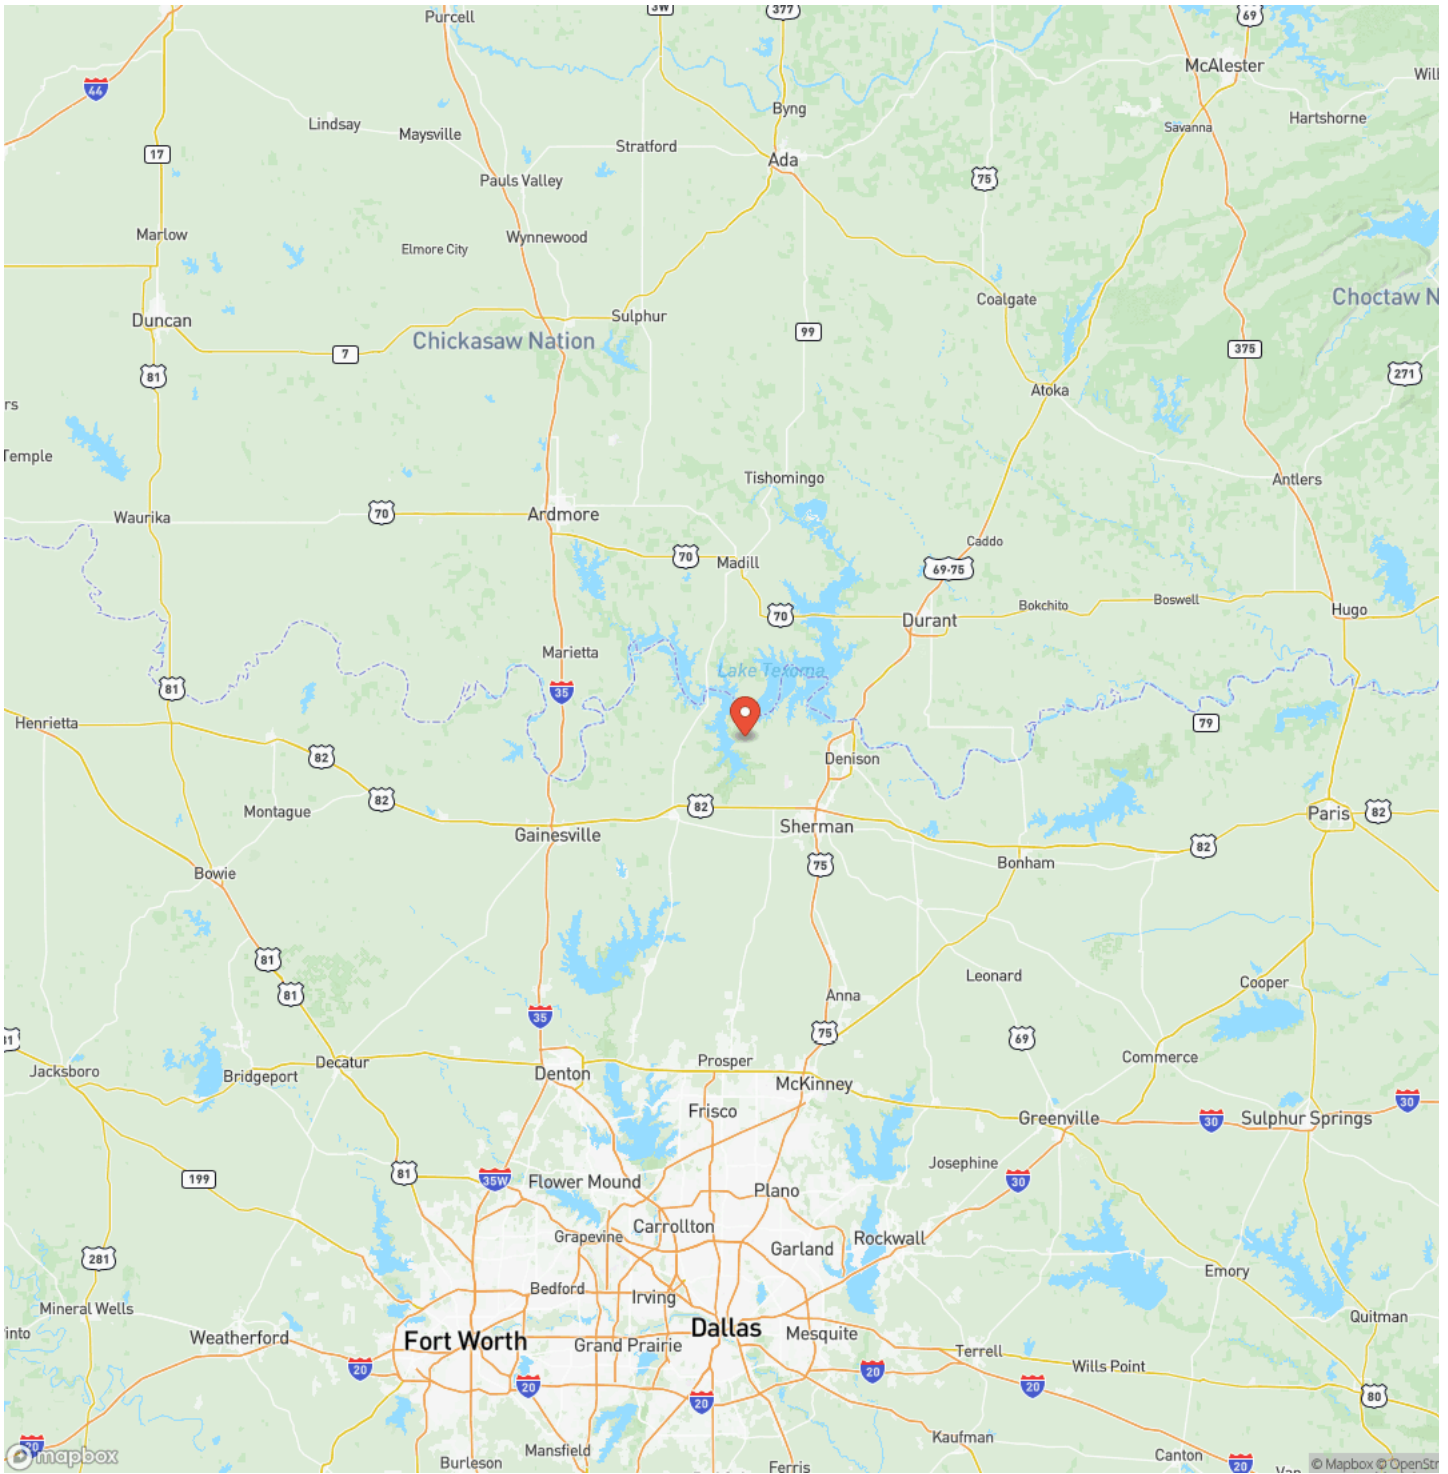 Purcell
3W
377
69
McAlester
44
Byng
Will
Lindsay
Maysville
Savanna
Hartshorne
Stratford
17
Ada
75
Pauls Valley
Marlow
Wynnewood
Elmore City
Choctaw N
Coalgate
Duncan
Sulphur
99
Chickasaw Nation
7
375
81
271
Atoka
rs
Temple
Tishomingo
Antlers
Waurika
70
Ardmore
Caddo
70
Madill
69-75
Bokchito
Boswell
Hugo
70
Durant
Marietta
Lake Texoma
81
35
Henrietta
79
82
Denison
82
Montague
82
Paris
82
Gainesville
Sherman
82
75
Bonham
Bowie
81
Leonard
81
Anna
Cooper
35
75
69
31
Decatur
Prosper
Commerce
Jacksboro
Bridgeport
Denton
McKinney
Frisco
30
Greenville
30
Sulphur Springs
Josephine
81
199
35W
Flower Mound
Plano
30
Carrollton
Grapevine
Garland
Rockwall
281
Bedford
Irving
Emory
Mineral Wells
Quitman
into
Weatherford
Fort Worth
Dallas
Mesquite
Grand Prairie
Terrell
Wills Point
20
20
20
20
20
80
Mansfield
Kaufman
20
mapbox
Burleson
Ferris
Canton
20
Van
© Mapbox © OpenStr